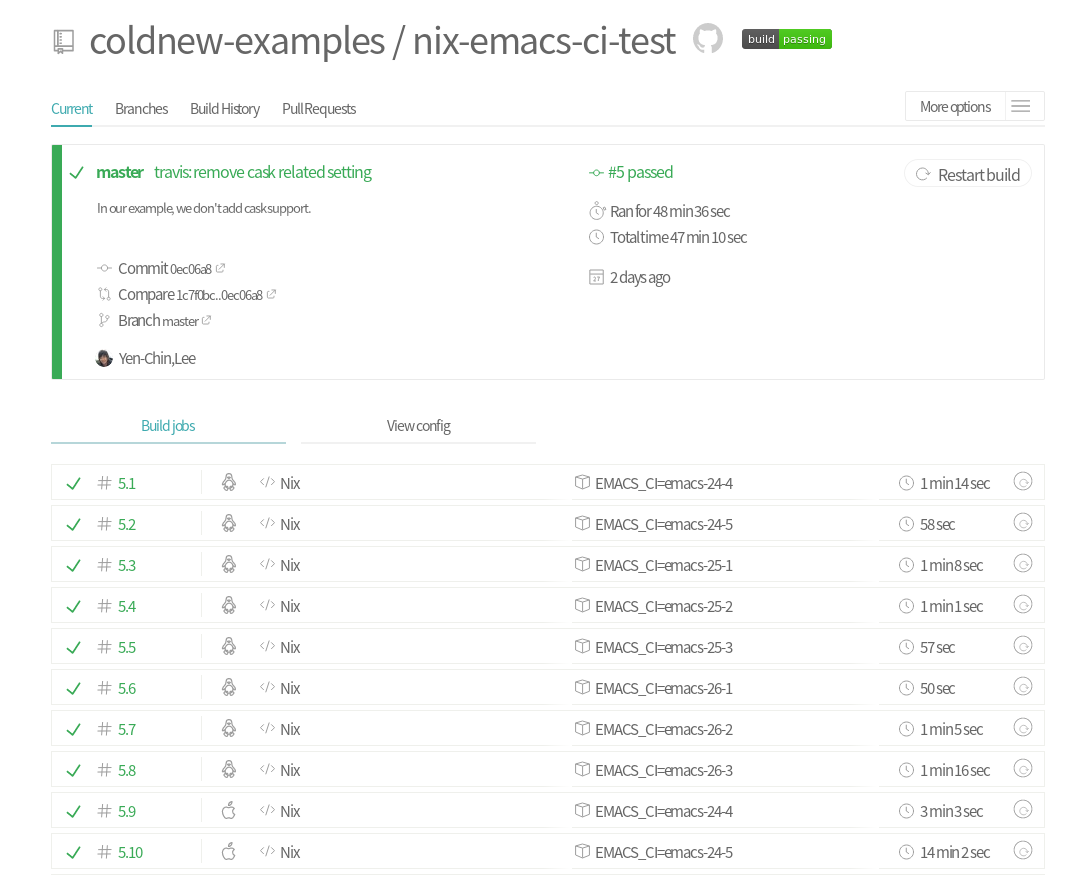 coldnew-examples / nix-emacs-ci-test build passing
Current Branches Build History Pull Requests More options
master travis: remove cask related setting #5 passed Restart build
In our example, we don't add cask support.
Ran for 48 min 36 sec
Total time 47 min 10 sec
Commit 0ec06a8
2 days ago
Compare 1c7f0bc..0ec06a8
Branch master
Yen-Chin,Lee
Build jobs View config
# 5.1 </> Nix EMACS_CI=emacs-24-4 1 min 14 sec
# 5.2 </> Nix EMACS_CI=emacs-24-5 58 sec
# 5.3 </> Nix EMACS_CI=emacs-25-1 1 min 8 sec
# 5.4 </> Nix EMACS_CI=emacs-25-2 1 min 1 sec
# 5.5 </> Nix EMACS_CI=emacs-25-3 57 sec
# 5.6 </> Nix EMACS_CI=emacs-26-1 50 sec
# 5.7 </> Nix EMACS_CI=emacs-26-2 1 min 5 sec
# 5.8 </> Nix EMACS_CI=emacs-26-3 1 min 16 sec
# 5.9 </> Nix EMACS_CI=emacs-24-4 3 min 3 sec
# 5.10 </> Nix EMACS_CI=emacs-24-5 14 min 2 sec